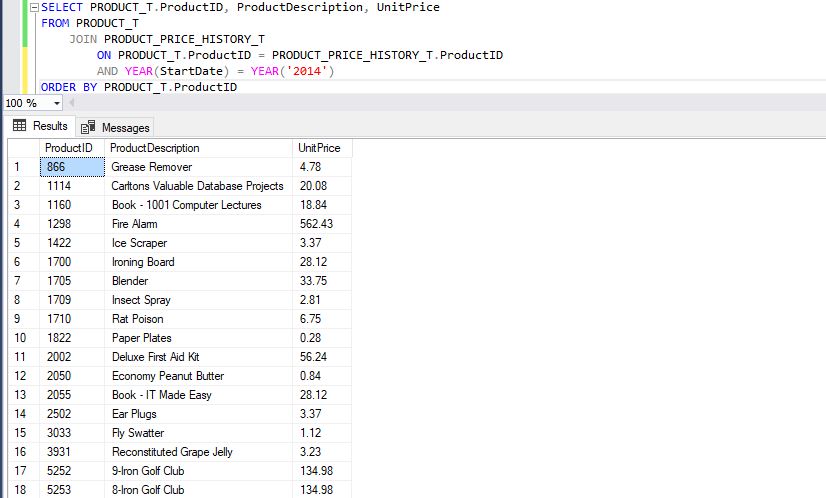 SELECT PRODUCT_T.ProductID, ProductDescription, UnitPrice
FROM PRODUCT_T
JOIN PRODUCT_PRICE_HISTORY_T
ON PRODUCT_T.ProductID = PRODUCT_PRICE_HISTORY_T.ProductID
AND YEAR(StartDate) = YEAR('2014')
ORDER BY PRODUCT_T.ProductID
100 %
Results Messages
ProductID ProductDescription UnitPrice
1 866 Grease Remover 4.78
2 1114 Carltons Valuable Database Projects 20.08
3 1160 Book - 1001 Computer Lectures 18.84
4 1298 Fire Alarm 562.43
5 1422 Ice Scraper 3.37
6 1700 Ironing Board 28.12
7 1705 Blender 33.75
8 1709 Insect Spray 2.81
9 1710 Rat Poison 6.75
10 1822 Paper Plates 0.28
11 2002 Deluxe First Aid Kit 56.24
12 2050 Economy Peanut Butter 0.84
13 2055 Book - IT Made Easy 28.12
14 2502 Ear Plugs 3.37
15 3033 Fly Swatter 1.12
16 3931 Reconstituted Grape Jelly 3.23
17 5252 9-Iron Golf Club 134.98
18 5253 8-Iron Golf Club 134.98